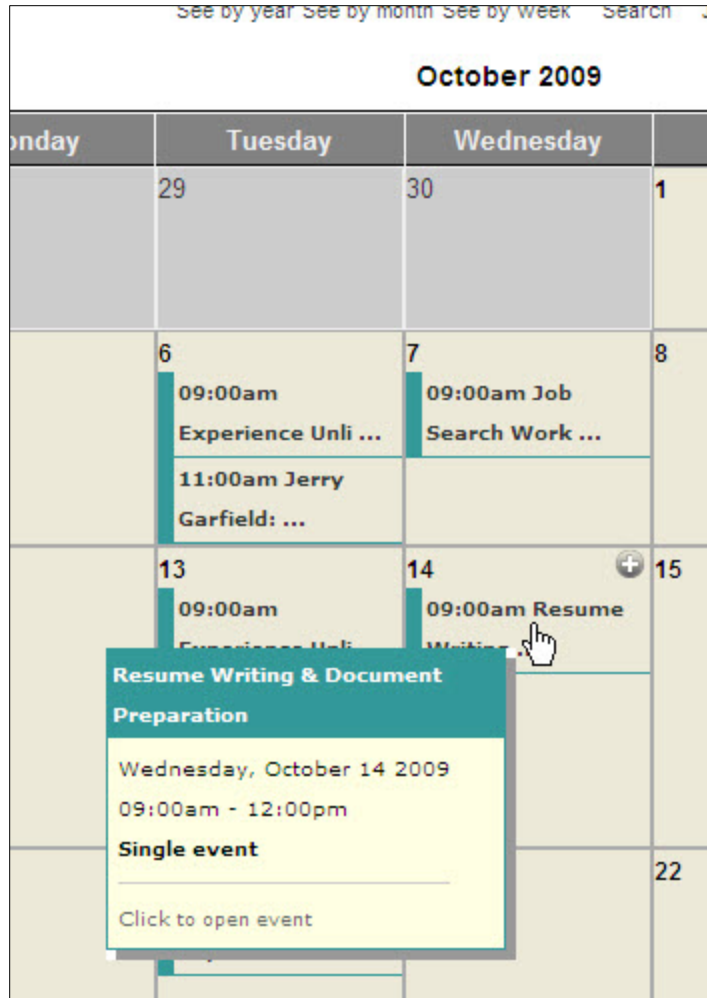 See by year See by month See by week Search
October 2009
onday Tuesday Wednesday
29 30 1
6 7 8
09:00am
Experience Unli ...
11:00am Jerry
Garfield: ...
09:00am Job
Search Work ...
13 14 15
09:00am
Experience Unli
09:00am Resume
Writing ...
Resume Writing & Document
Preparation
Wednesday, October 14 2009
09:00am - 12:00pm
Single event
Click to open event
22